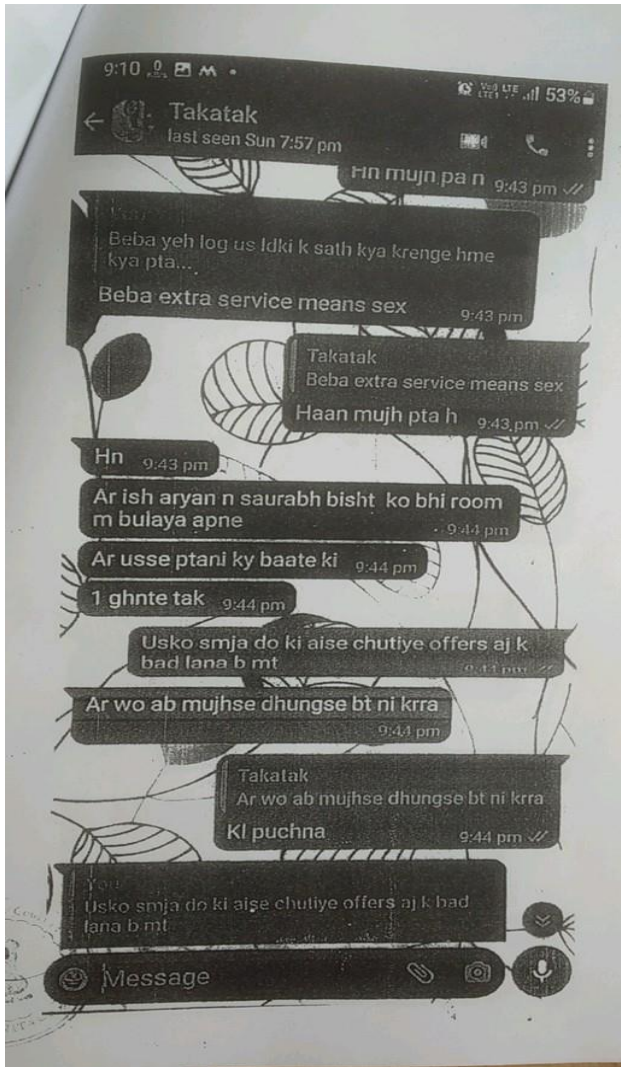 9:10
53%
Takatak
last seen Sun 7:57 pm
Hn mujn pa n 9:43 pm
Beba yeh log us ldki k sath kya krenge hme
kya pta...
Beba extra service means sex 9:43 pm
Takatak
Beba extra service means sex
Haan mujh pta h 9:43 pm
Hn 9:43 pm
Ar ish aryan n saurabh bisht ko bhi room
m bulaya apne 9:44 pm
Ar usse ptani ky baate ki 9:44 pm
1 ghnte tak 9:44 pm
Usko smja do ki aise chutiye offers aj k
bad lana b mt 9:44 pm
Ar wo ab mujhse dhungse bt ni krra
9:44 pm
Takatak
Ar wo ab mujhse dhungse bt ni krra
Kl puchna 9:44 pm
You
Usko smja do ki aise chutiye offers aj k bad
lana b mt
Message